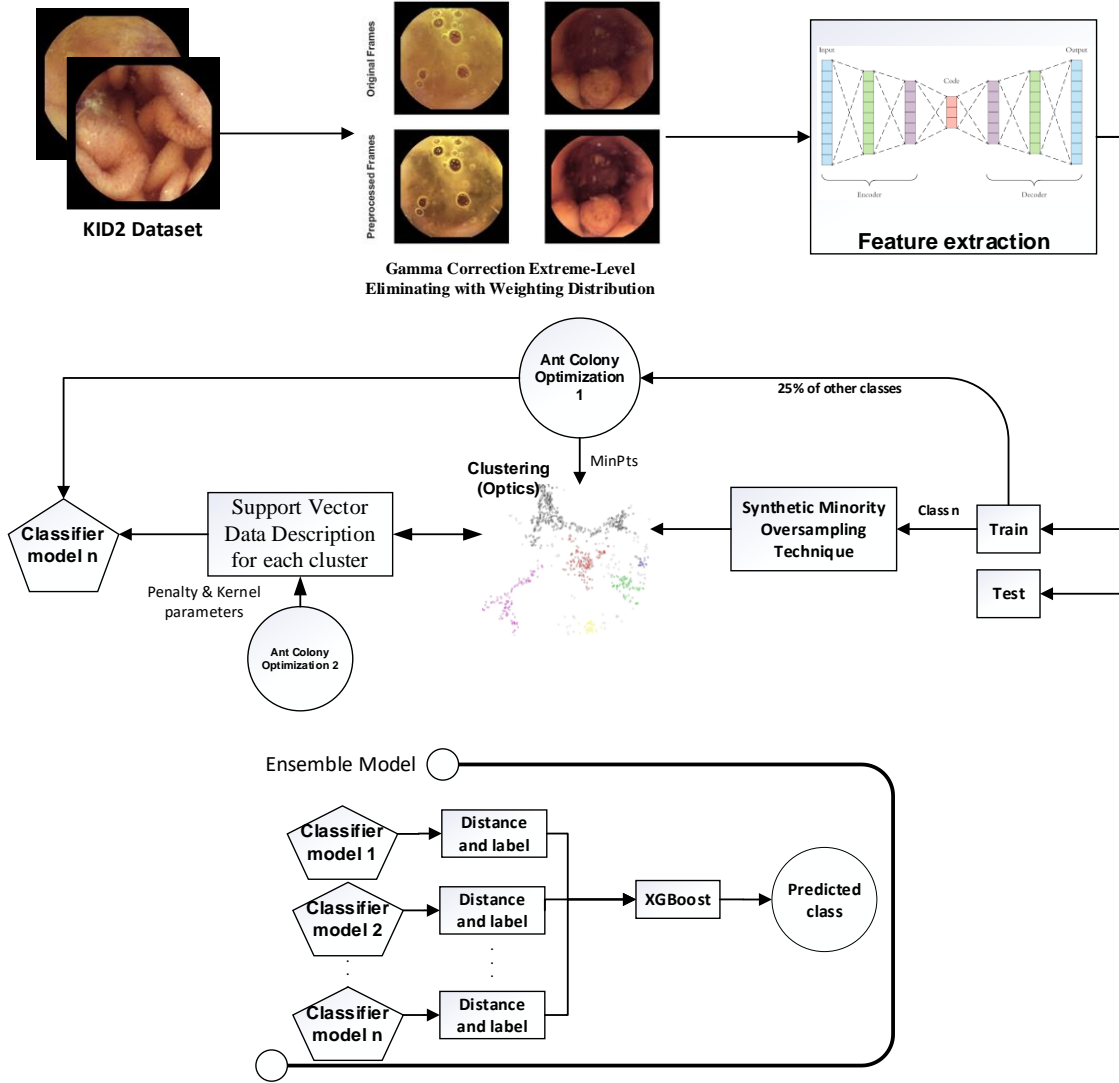 Original Frames
Preprocessed Frames
KID2 Dataset
Gamma Correction Extreme-Level
Eliminating with Weighting Distribution
Input
Output
Code
Encoder
Decoder
Feature extraction
Ant Colony
Optimization
1
25% of other classes
MinPts
Clustering
(Optics)
Classifier
model n
Support Vector
Data Description
for each cluster
Synthetic Minority
Oversampling
Technique
Class n
Train
Test
Penalty & Kernel
parameters
Ant Colony
Optimization 2
Ensemble Model
Classifier
model 1
Distance
and label
Classifier
model 2
Distance
and label
XGBoost
Predicted
class
Classifier
model n
Distance
and label